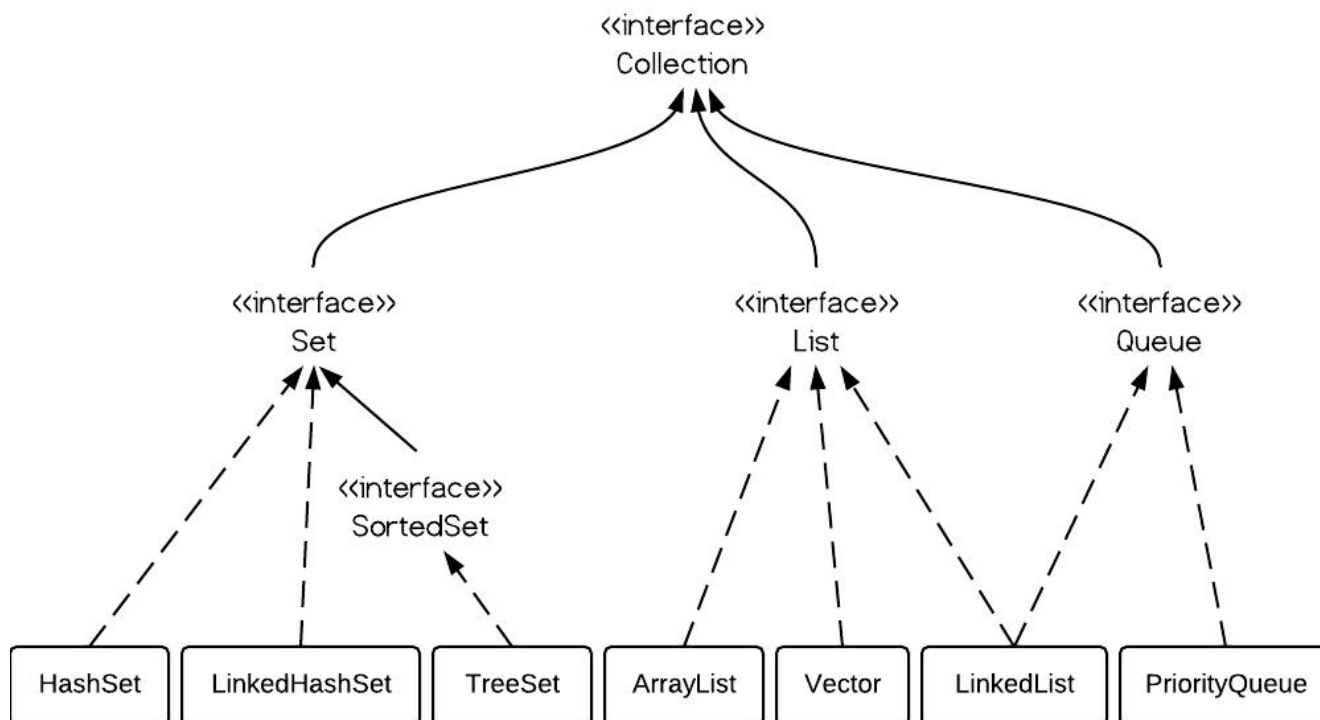 <<interface>>
Collection
<<interface>>
Set
<<interface>>
List
<<interface>>
Queue
<<interface>>
SortedSet
HashSet
LinkedHashSet
TreeSet
ArrayList
Vector
LinkedList
PriorityQueue